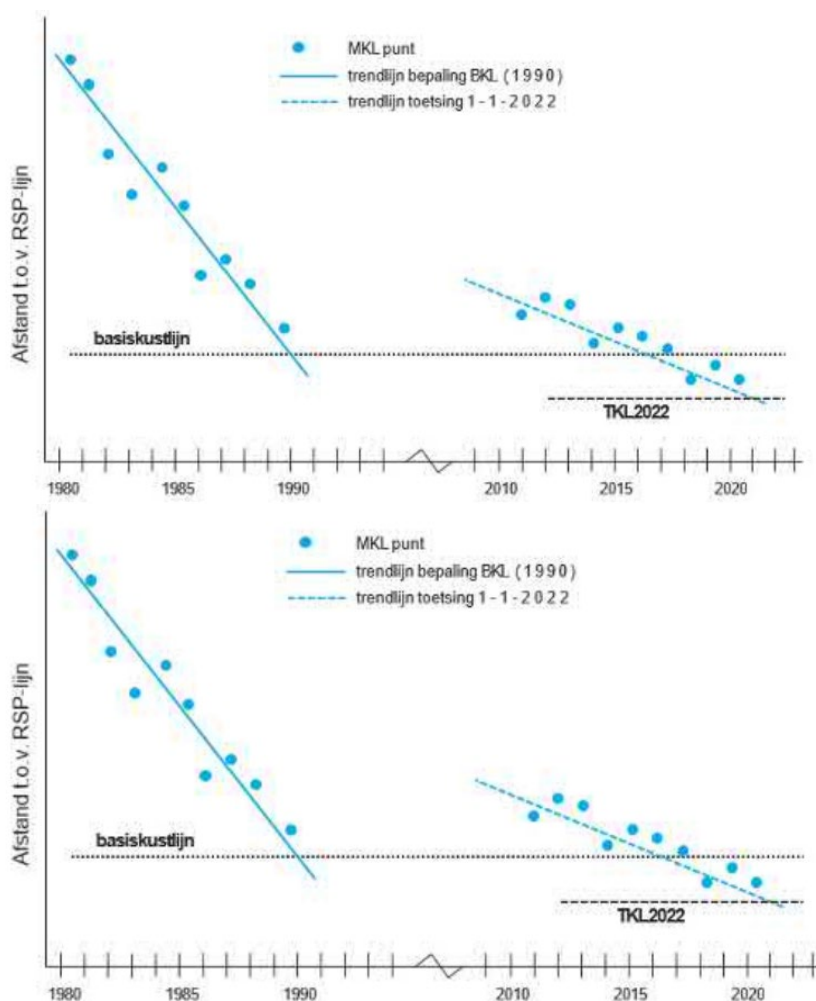 MKL punt
trendlijn bepaling BKL (1990)
trendlijn toetsing 1-1-2022
Afstand t.o.v. RSP-lijn
basiskustlijn
TKL2022
1980 1985 1990 2010 2015 2020
MKL punt
trendlijn bepaling BKL (1990)
trendlijn toetsing 1-1-2022
Afstand t.o.v. RSP-lijn
basiskustlijn
TKL2022
1980 1985 1990 2010 2015 2020